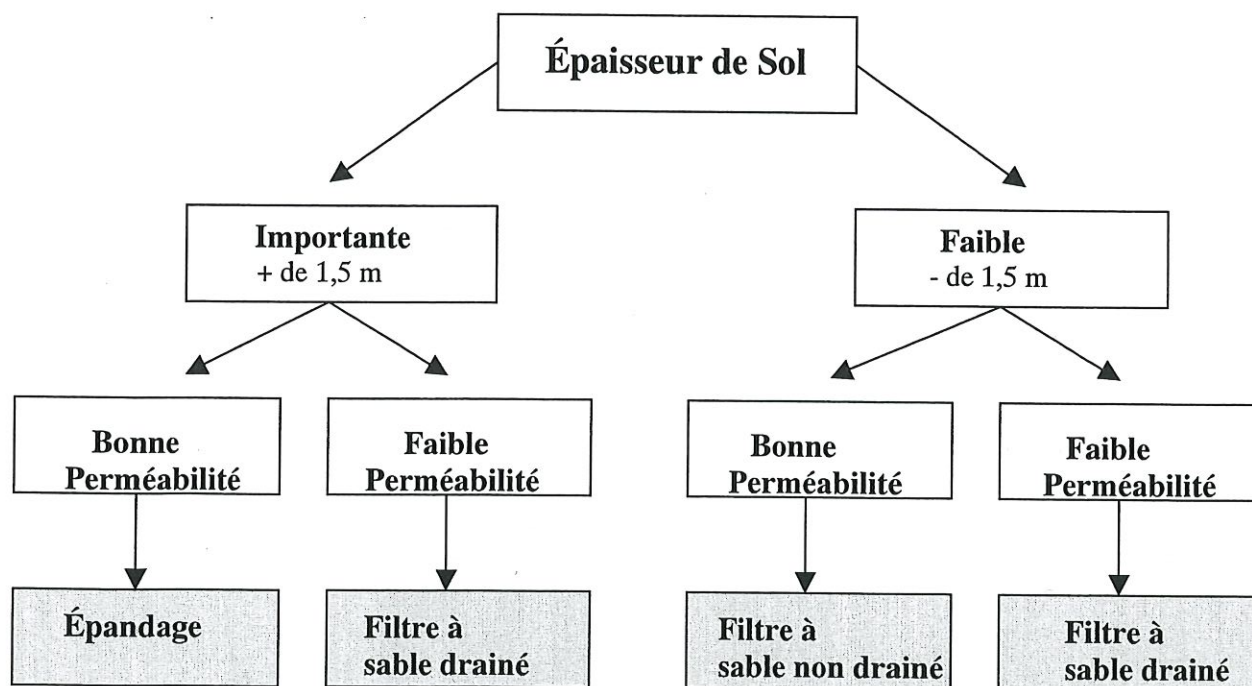 Épaisseur de Sol
Importante
+ de 1,5 m
Faible
- de 1,5 m
Bonne
Perméabilité
Faible
Perméabilité
Bonne
Perméabilité
Faible
Perméabilité
Épandage
Filtre à
sable drainé
Filtre à
sable non drainé
Filtre à
sable drainé